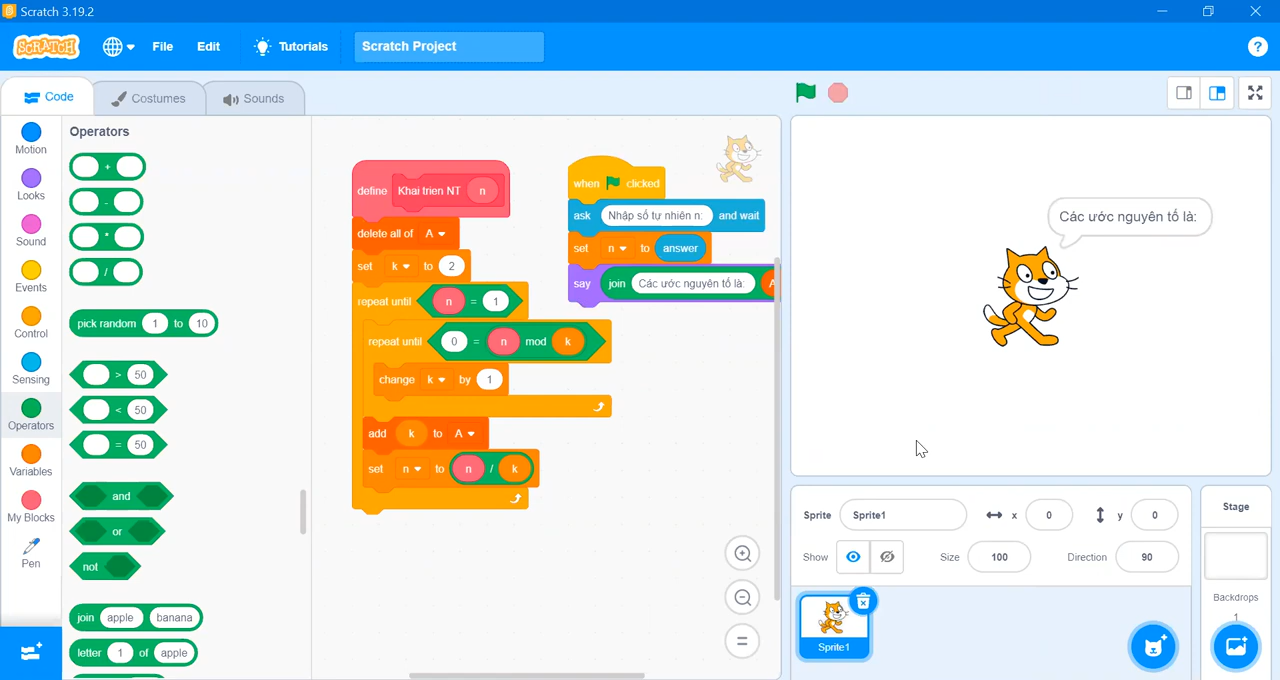 Scratch 3.19.2
SCRATCH File Edit Tutorials Scratch Project ?
Code Costumes Sounds
Motion
Looks
Sound
Events
Control
Sensing
Operators
Variables
My Blocks
Pen
Operators
+
-
*
/
pick random 1 to 10
> 50
< 50
= 50
and
or
not
join apple banana
letter 1 of apple
define Khai trien NT n
delete all of A
set k to 2
repeat until n = 1
repeat until 0 = n mod k
change k by 1
add k to A
set n to n / k
when clicked
ask Nhập số tự nhiên n: and wait
set n to answer
say join Các ước nguyên tố là: A
Các ước nguyên tố là:
Sprite Sprite1 x 0 y 0
Show Size 100 Direction 90
Sprite1
Stage
Backdrops
1